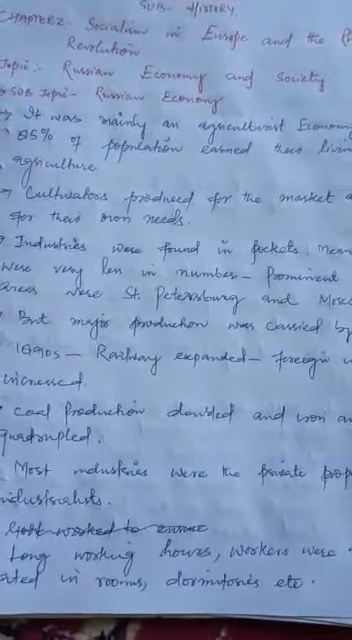 SUB- HISTORY
CHAPTER2. Socialism in Europe and the
Revolution
Topic:- Russian Economy and Society
SUB Topic- Russian Economy
→ It was mainly an agriculturist Economy
85% of population earned their livin
agriculture
→ Cultivators produced for the market
for their own needs.
Industries were found in pockets. Mean
were very less in number- Prominent
areas were St. Petersburg and Mosc
But major production was carried by
1890s - Railway expanded- foreign
increased.
coal Production doubled and iron
quadrupled.
Most industries were the private prop
industrialists.
Long working hours, workers were
ated in rooms, dormitories etc.